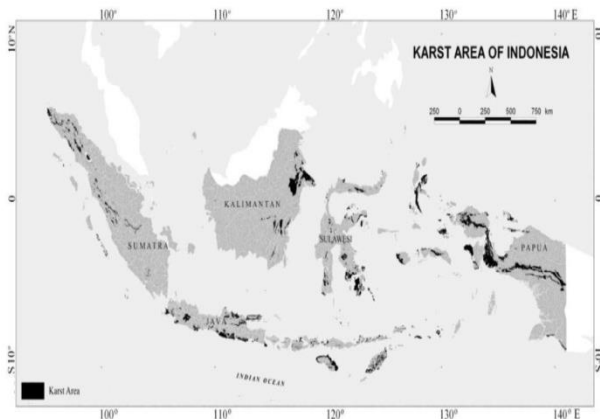 100° 110° 120° 130° 140° E
10°N
KARST AREA OF INDONESIA
N
250 0 250 500 750 km
0 0
KALIMANTAN
SUMATRA
SULAWESI
PAPUA
JAVA
S 10°
INDIAN OCEAN
Karst Area
100° 110° 120° 130° 140° E